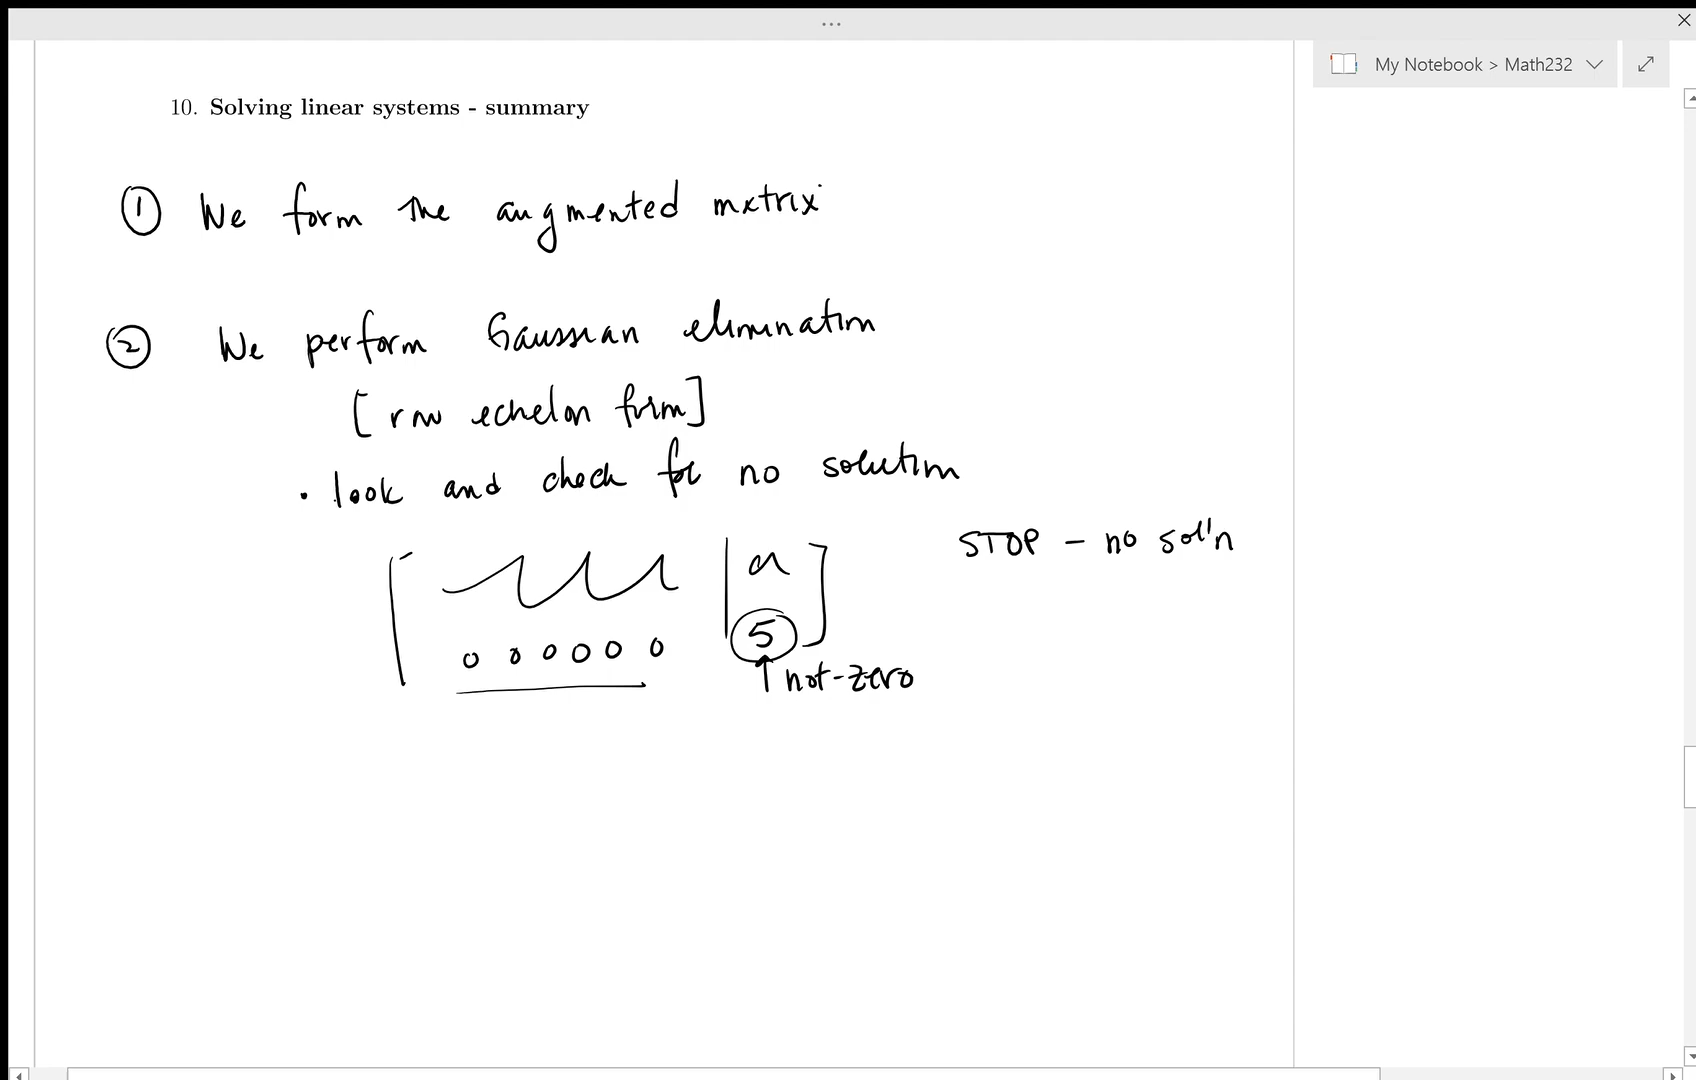 ...
My Notebook > Math232
10. Solving linear systems - summary
① We form the augmented matrix
② We perform Gaussian elimination
[row echelon form]
• look and check for no solution
STOP - no sol'n
0 0 0 0 0 0 | 5
↑ not-zero